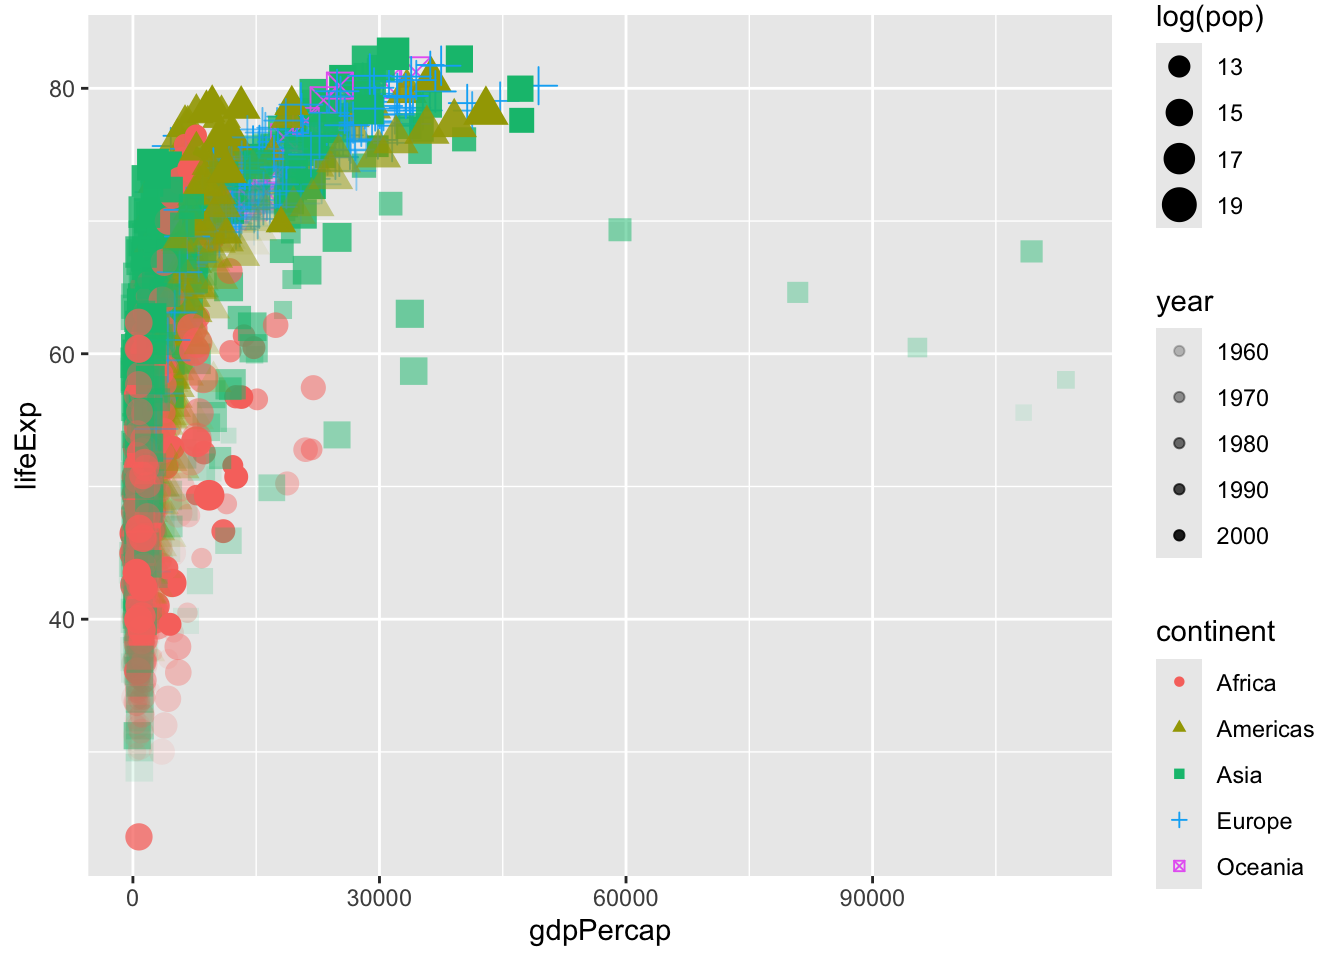 80
60
40
lifeExp
0
30000
60000
90000
gdpPercap
log(pop)
13
15
17
19
year
1960
1970
1980
1990
2000
continent
Africa
Americas
Asia
Europe
Oceania